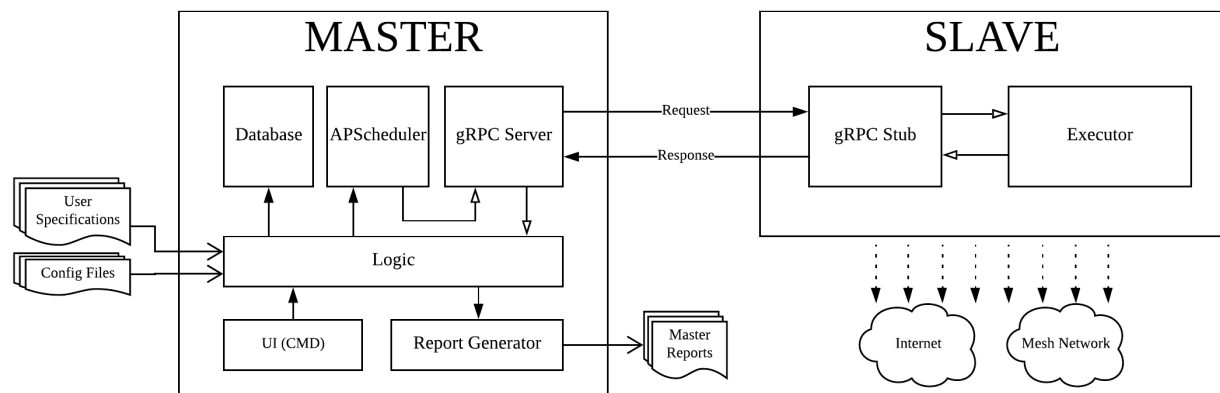 MASTER
SLAVE
Database
APScheduler
gRPC Server
Request
Response
gRPC Stub
Executor
User
Specifications
Config Files
Logic
UI (CMD)
Report Generator
Master
Reports
Internet
Mesh Network